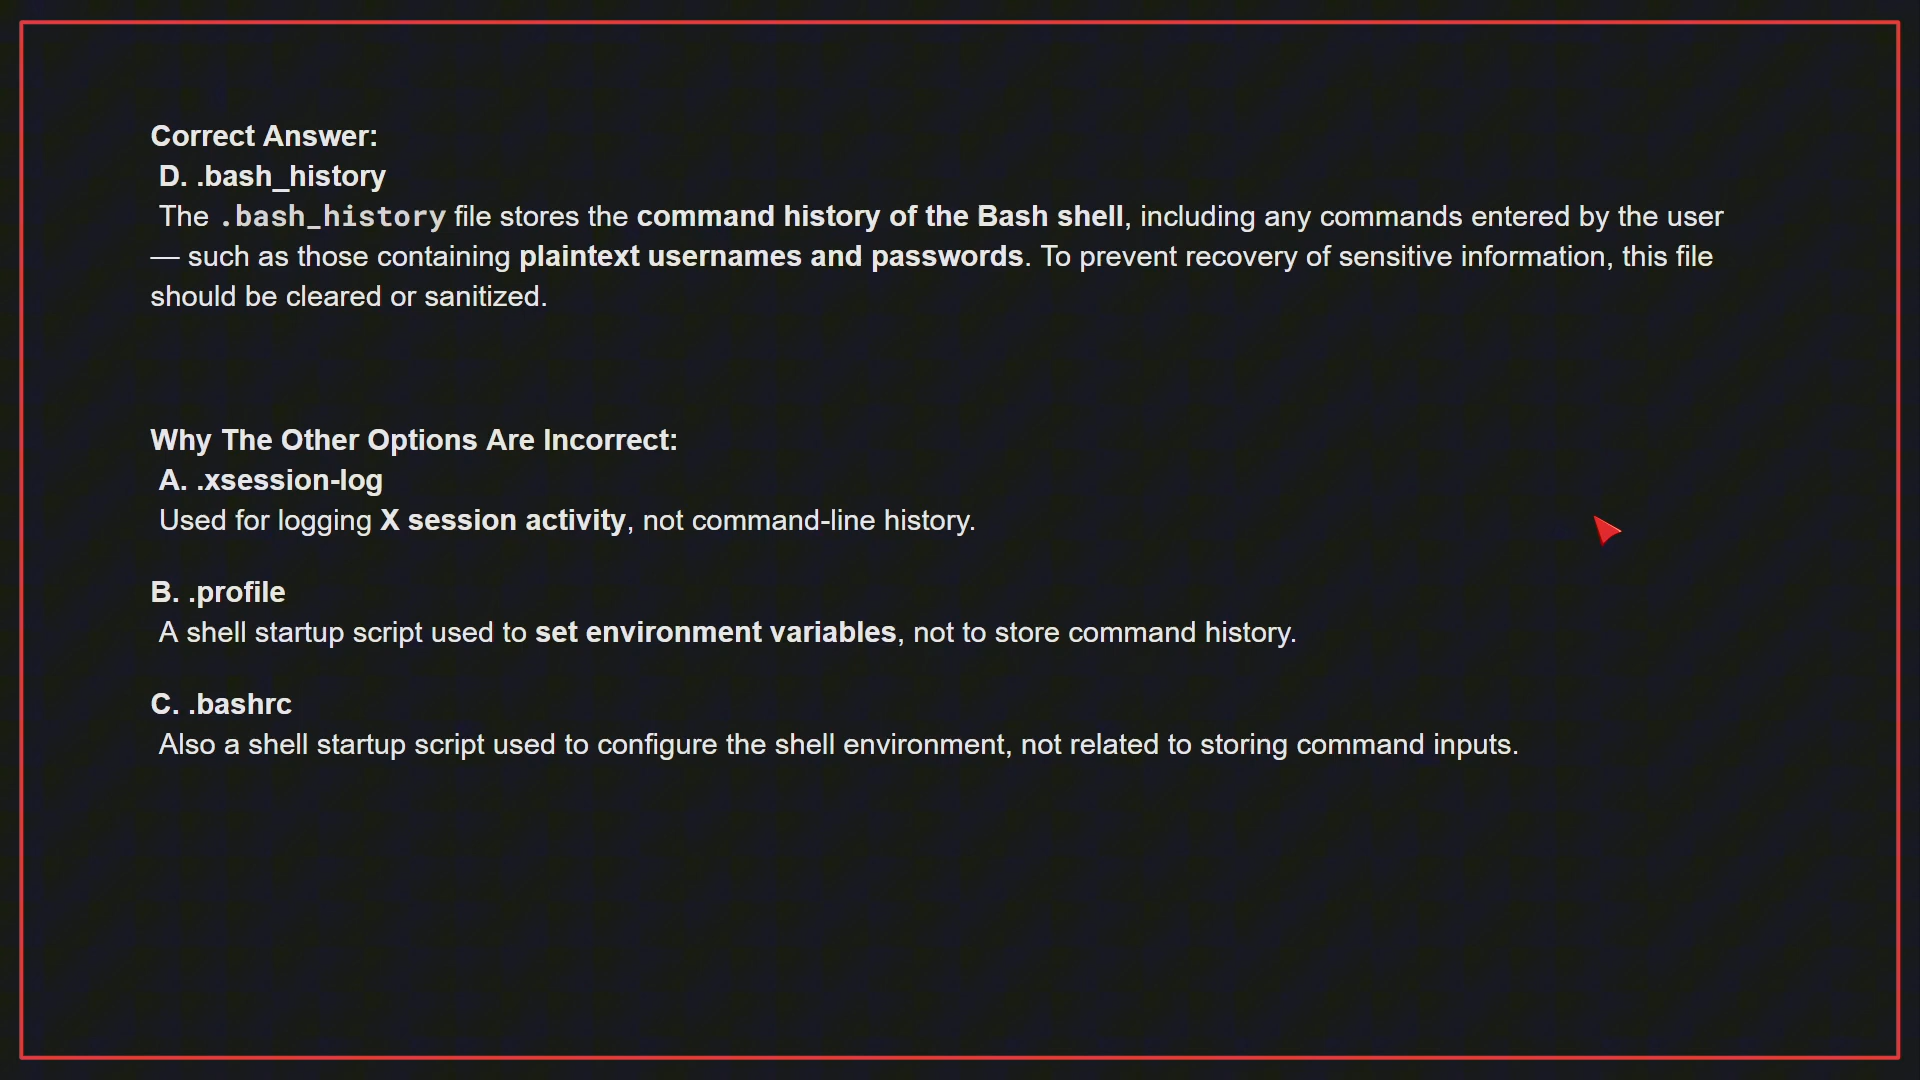 Correct Answer:
D. .bash_history
The .bash_history file stores the command history of the Bash shell, including any commands entered by the user
— such as those containing plaintext usernames and passwords. To prevent recovery of sensitive information, this file
should be cleared or sanitized.
Why The Other Options Are Incorrect:
A. .xsession-log
Used for logging X session activity, not command-line history.
B. .profile
A shell startup script used to set environment variables, not to store command history.
C. .bashrc
Also a shell startup script used to configure the shell environment, not related to storing command inputs.